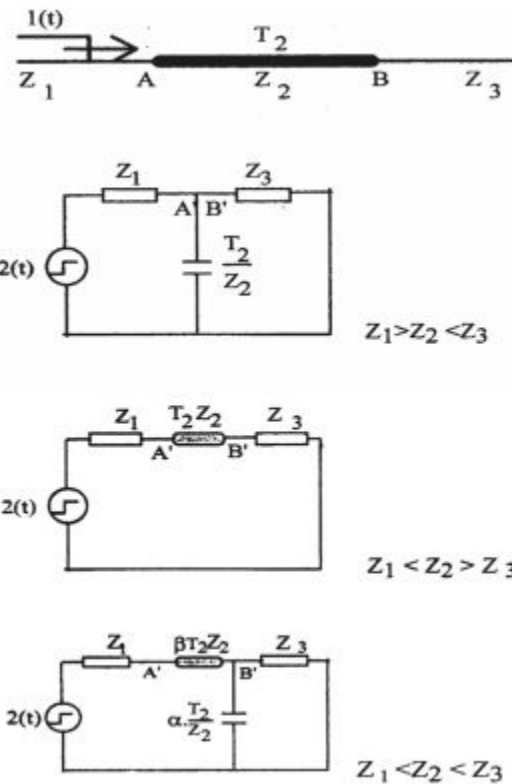 1(t)
T2
Z1 A Z2 B Z3
Z1 Z3
A' B'
2(t)
T2
Z2
Z1>Z2<Z3
Z1 T2Z2 Z3
A' B'
2(t)
Z1<Z2>Z3
Z1 βT2Z2 Z3
A' B'
2(t)
α.T2
Z2
Z1<Z2<Z3